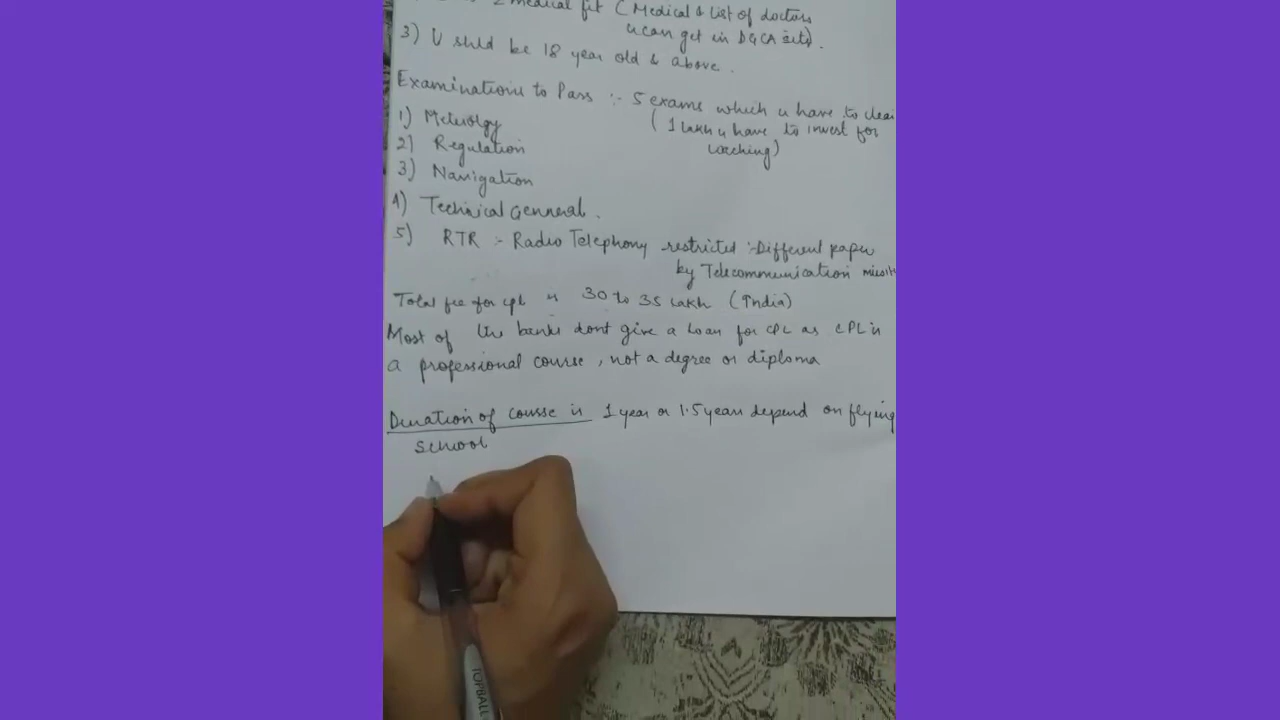 2 medical fit ( Medical & List of doctors
u can get in DGCA site).
3) U shld be 18 year old & above .
Examinations to Pass :- 5 exams which u have to clear
( 1 lakh u have to invest for
coaching)
1) Meterology
2) Regulation
3) Navigation
4) Technical General .
5) RTR :- Radio Telephony restricted :- Different paper
by Telecommunication
Total fee for cpl is 30 to 35 lakh (India)
Most of the banks dont give a loan for CPL as CPL is
a professional course , not a degree or diploma
Duration of course is 1 year or 1.5 years depend on flying
school
TOPBALL